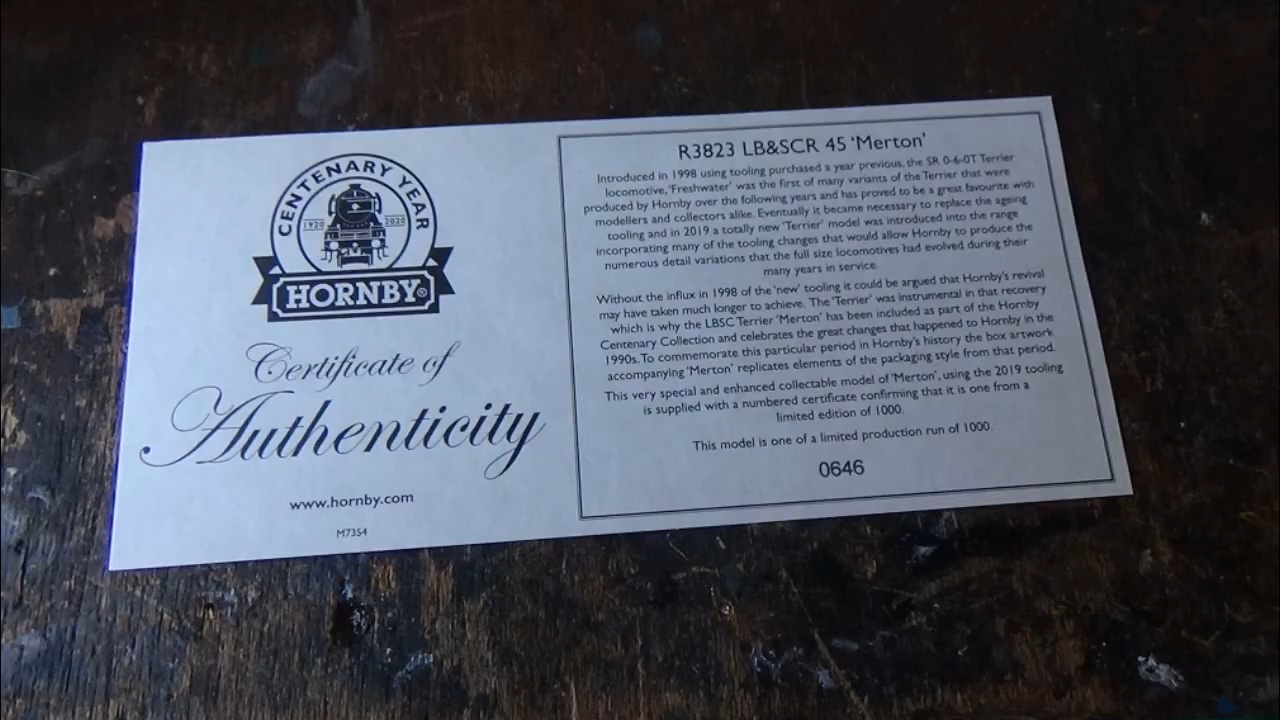 CENTENARY YEAR
1920 2020
HORNBY®
Certificate of
Authenticity
www.hornby.com
M7354
R3823 LB&SCR 45 'Merton'
Introduced in 1998 using tooling purchased a year previous, the SR 0-6-0T Terrier
locomotive, 'Freshwater' was the first of many variants of the Terrier that were
produced by Hornby over the following years and has proved to be a great favourite with
modellers and collectors alike. Eventually it became necessary to replace the ageing
tooling and in 2019 a totally new 'Terrier' model was introduced into the range
incorporating many of the tooling changes that would allow Hornby to produce the
numerous detail variations that the full size locomotives had evolved during their
many years in service.
Without the influx in 1998 of the 'new' tooling it could be argued that Hornby's revival
may have taken much longer to achieve. The 'Terrier' was instrumental in that recovery
which is why the LBSC Terrier 'Merton' has been included as part of the Hornby
Centenary Collection and celebrates the great changes that happened to Hornby in the
1990s. To commemorate this particular period in Hornby's history the box artwork
accompanying 'Merton' replicates elements of the packaging style from that period.
This very special and enhanced collectable model of 'Merton', using the 2019 tooling
is supplied with a numbered certificate confirming that it is one from a
limited edition of 1000.
This model is one of a limited production run of 1000.
0646